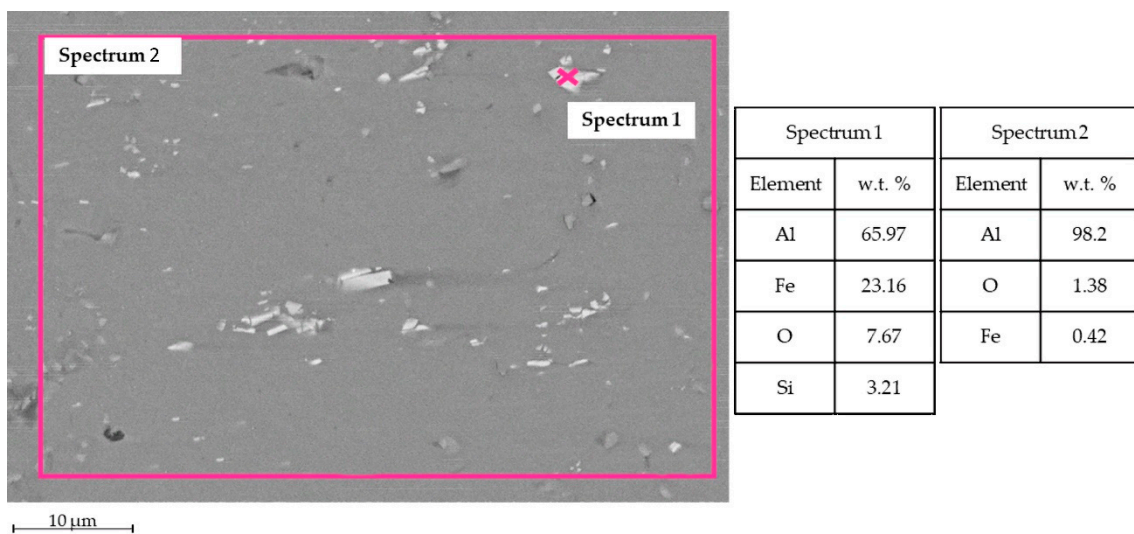 Spectrum 2
Spectrum 1
10 µm
Spectrum 1
Element w.t. %
Al 65.97
Fe 23.16
O 7.67
Si 3.21
Spectrum 2
Element w.t. %
Al 98.2
O 1.38
Fe 0.42